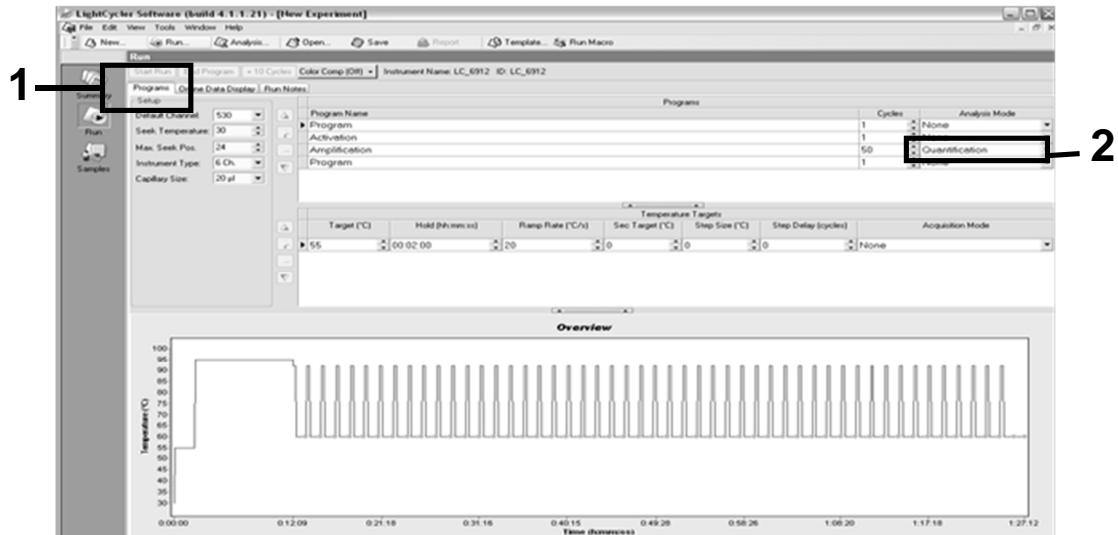 LightCycler Software (build 4.1.1.21) - [New Experiment]
File Edit View Tools Window Help
New... Run... Analysis... Open... Save Report Template... Run Macro
Run
Start Run End Program +10 Cycles Color Comp (Off) Instrument Name: LC_6912 ID: LC_6912
1
Summary
Run
Samples
Programs Online Data Display Run Notes
Setup
Default Channel: 530
Seek Temperature: 30
Max. Seek Pos. 24
Instrument Type: 6 Ch.
Capillary Size: 20 µl
Programs
Program Name Cycles Analysis Mode
Program 1 None
Activation 1 None
Amplification 50 Quantification
Program 1 None
2
Temperature Targets
Target (°C) Hold (hh:mm:ss) Ramp Rate (°C/s) Sec Target (°C) Step Size (°C) Step Delay (cycles) Acquisition Mode
55 00:02:00 20 0 0 0 None
Overview
Temperature (°C)
100
95
90
85
80
75
70
65
60
55
50
45
40
35
30
0:00:00 0:12:09 0:21:18 0:31:16 0:40:15 0:49:28 0:58:26 1:08:20 1:17:18 1:27:12
Time (hh:mm:ss)